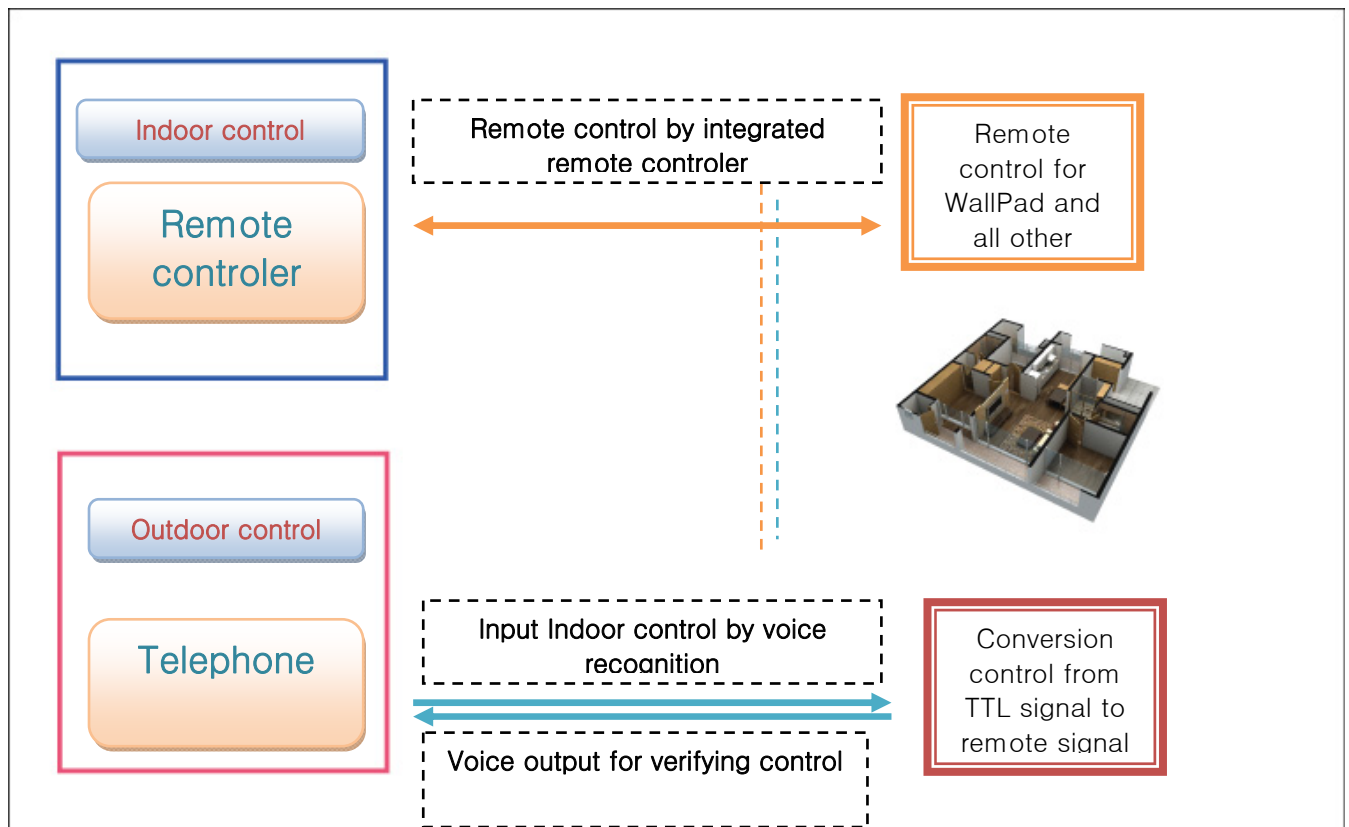 Indoor control
Remote
controler
Remote control by integrated
remote controler
Remote
control for
WallPad and
all other
Outdoor control
Telephone
Input Indoor control by voice
recognition
Voice output for verifying control
Conversion
control from
TTL signal to
remote signal